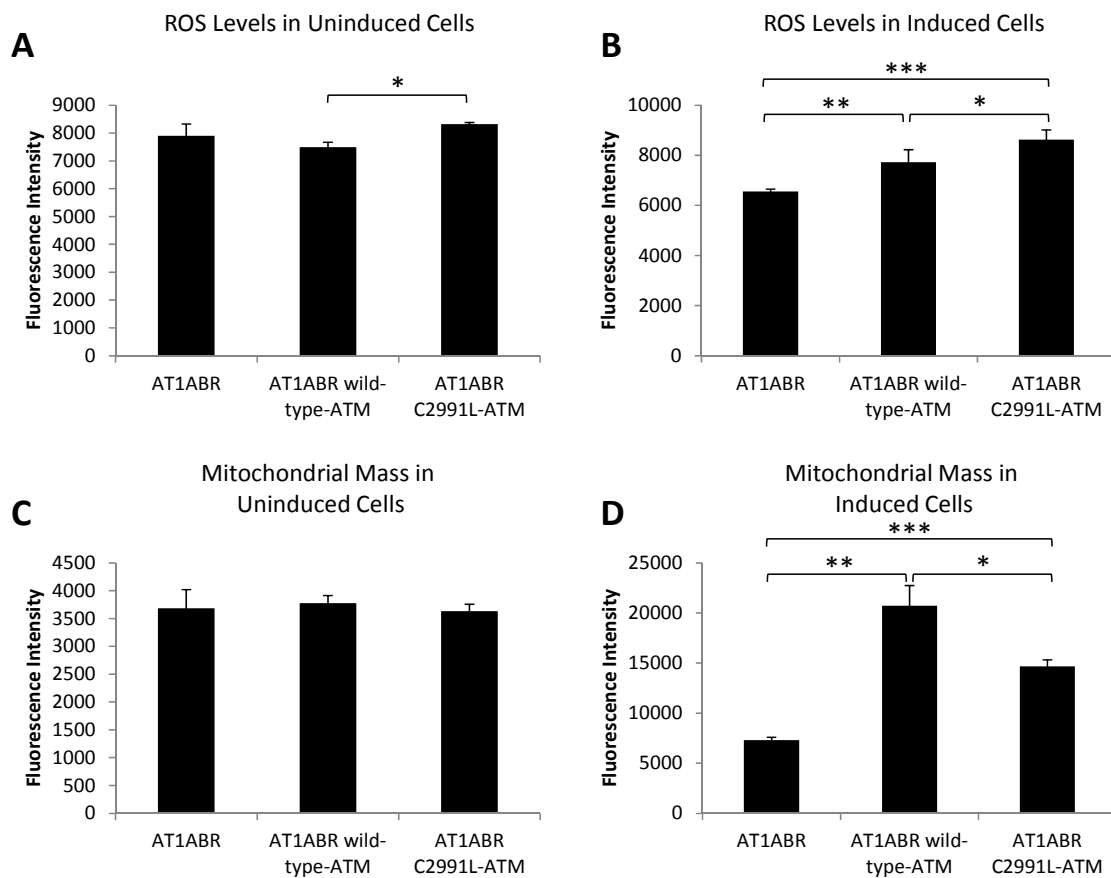 A
ROS Levels in Uninduced Cells
*
Fluorescence Intensity
9000
8000
7000
6000
5000
4000
3000
2000
1000
0
AT1ABR
AT1ABR wild-
type-ATM
AT1ABR
C2991L-ATM
B
ROS Levels in Induced Cells
***
**
*
Fluorescence Intensity
10000
8000
6000
4000
2000
0
AT1ABR
AT1ABR wild-
type-ATM
AT1ABR
C2991L-ATM
C
Mitochondrial Mass in
Uninduced Cells
Fluorescence Intensity
4500
4000
3500
3000
2500
2000
1500
1000
500
0
AT1ABR
AT1ABR wild-
type-ATM
AT1ABR
C2991L-ATM
D
Mitochondrial Mass in
Induced Cells
***
**
*
Fluorescence Intensity
25000
20000
15000
10000
5000
0
AT1ABR
AT1ABR wild-
type-ATM
AT1ABR
C2991L-ATM